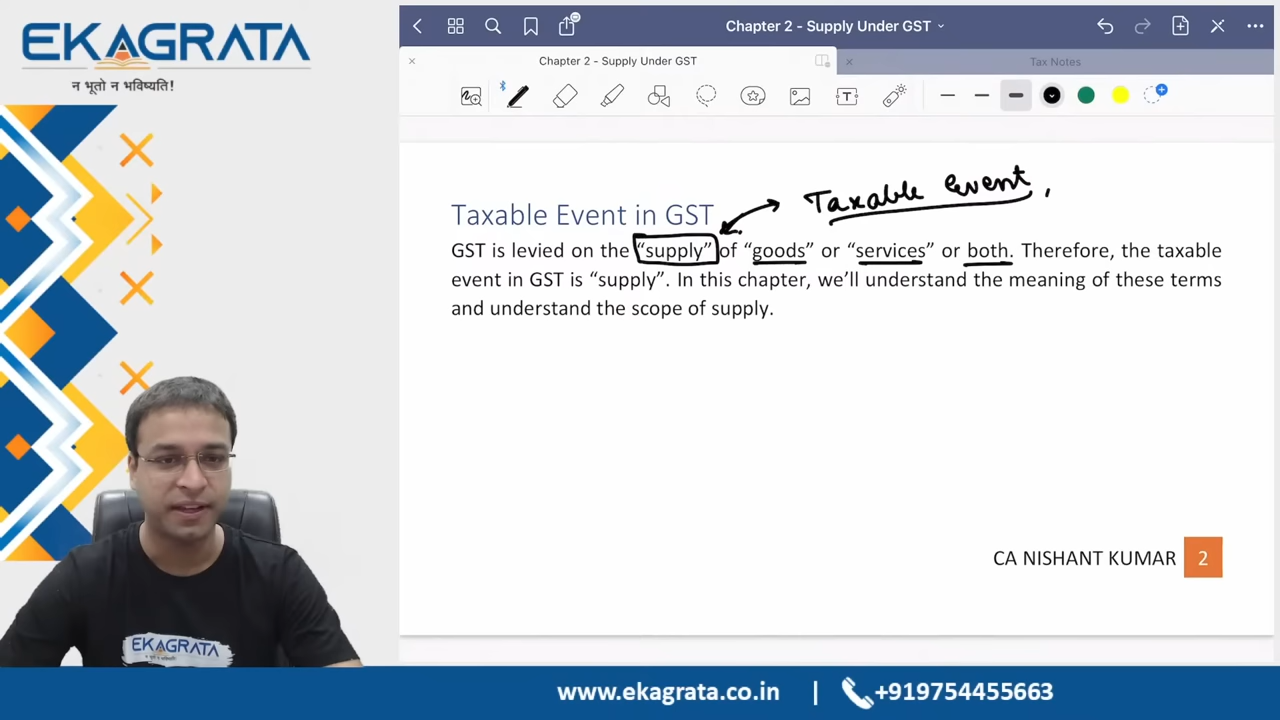 EKAGRATA
न भूतो न भविष्यति!
Chapter 2 - Supply Under GST
Chapter 2 - Supply Under GST
Tax Notes
Taxable event,
Taxable Event in GST
GST is levied on the “supply” of “goods” or “services” or both. Therefore, the taxable
event in GST is “supply”. In this chapter, we’ll understand the meaning of these terms
and understand the scope of supply.
CA NISHANT KUMAR 2
EKAGRATA
www.ekagrata.co.in | +919754455663